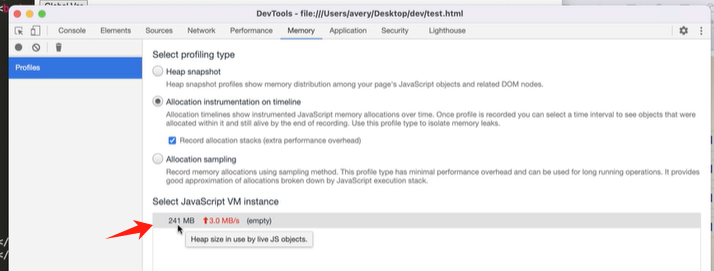 DevTools - file:///Users/avery/Desktop/dev/test.html
Console Elements Sources Network Performance Memory Application Security Lighthouse
Profiles
Select profiling type
Heap snapshot
Heap snapshot profiles show memory distribution among your page's JavaScript objects and related DOM nodes.
Allocation instrumentation on timeline
Allocation timelines show instrumented JavaScript memory allocations over time. Once profile is recorded you can select a time interval to see objects that were
allocated within it and still alive by the end of recording. Use this profile type to isolate memory leaks.
Record allocation stacks (extra performance overhead)
Allocation sampling
Record memory allocations using sampling method. This profile type has minimal performance overhead and can be used for long running operations. It provides
good approximation of allocations broken down by JavaScript execution stack.
Select JavaScript VM instance
241 MB ⬆3.0 MB/s (empty)
Heap size in use by live JS objects.